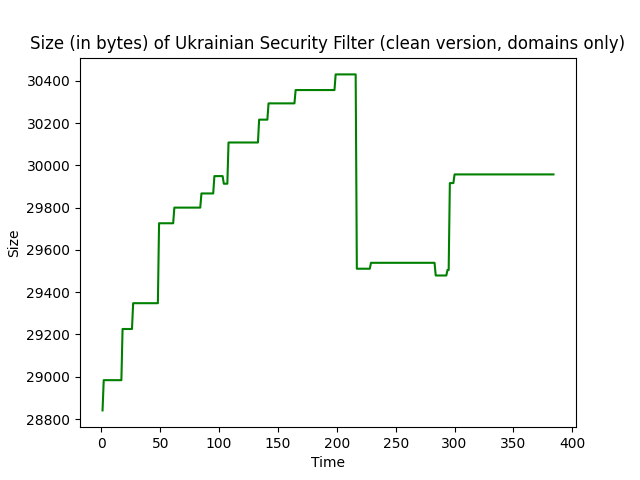 Size (in bytes) of Ukrainian Security Filter (clean version, domains only)
30400
30200
30000
29800
29600
29400
29200
29000
28800
Size
0 50 100 150 200 250 300 350 400
Time